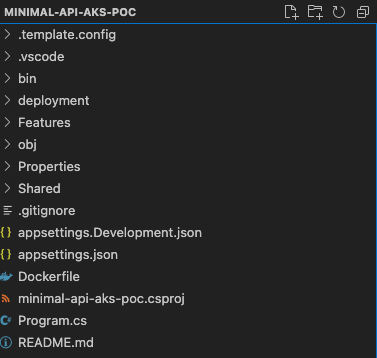 MINIMAL-API-AKS-POC
.template.config
.vscode
bin
deployment
Features
obj
Properties
Shared
.gitignore
{} appsettings.Development.json
{} appsettings.json
Dockerfile
minimal-api-aks-poc.csproj
C# Program.cs
README.md